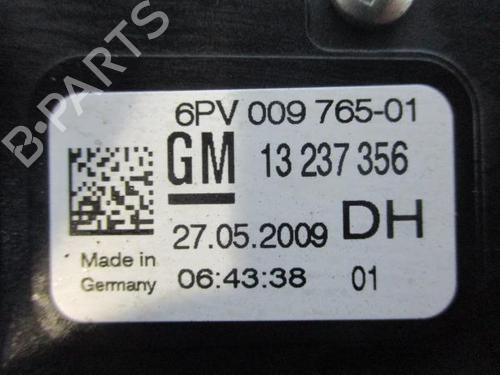 B-PARTS
6PV 009 765-01
GM 13 237 356
27.05.2009 DH
Made in Germany 06:43:38 01